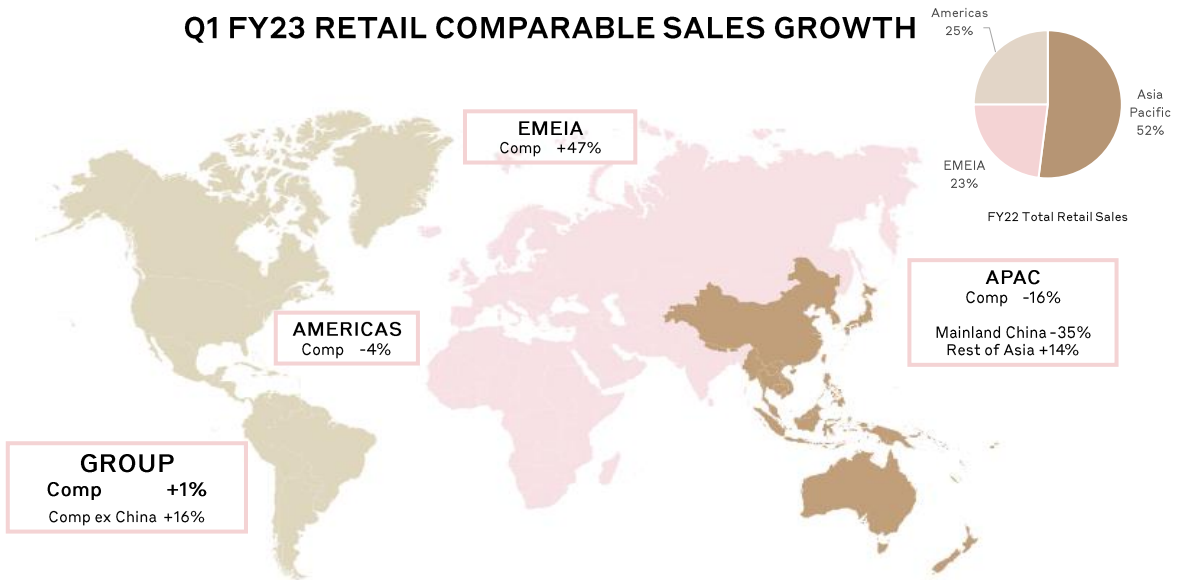 Q1 FY23 RETAIL COMPARABLE SALES GROWTH
Americas
25%
Asia
Pacific
52%
EMEIA
23%
FY22 Total Retail Sales
EMEIA
Comp +47%
APAC
Comp -16%
Mainland China -35%
Rest of Asia +14%
AMERICAS
Comp -4%
GROUP
Comp +1%
Comp ex China +16%